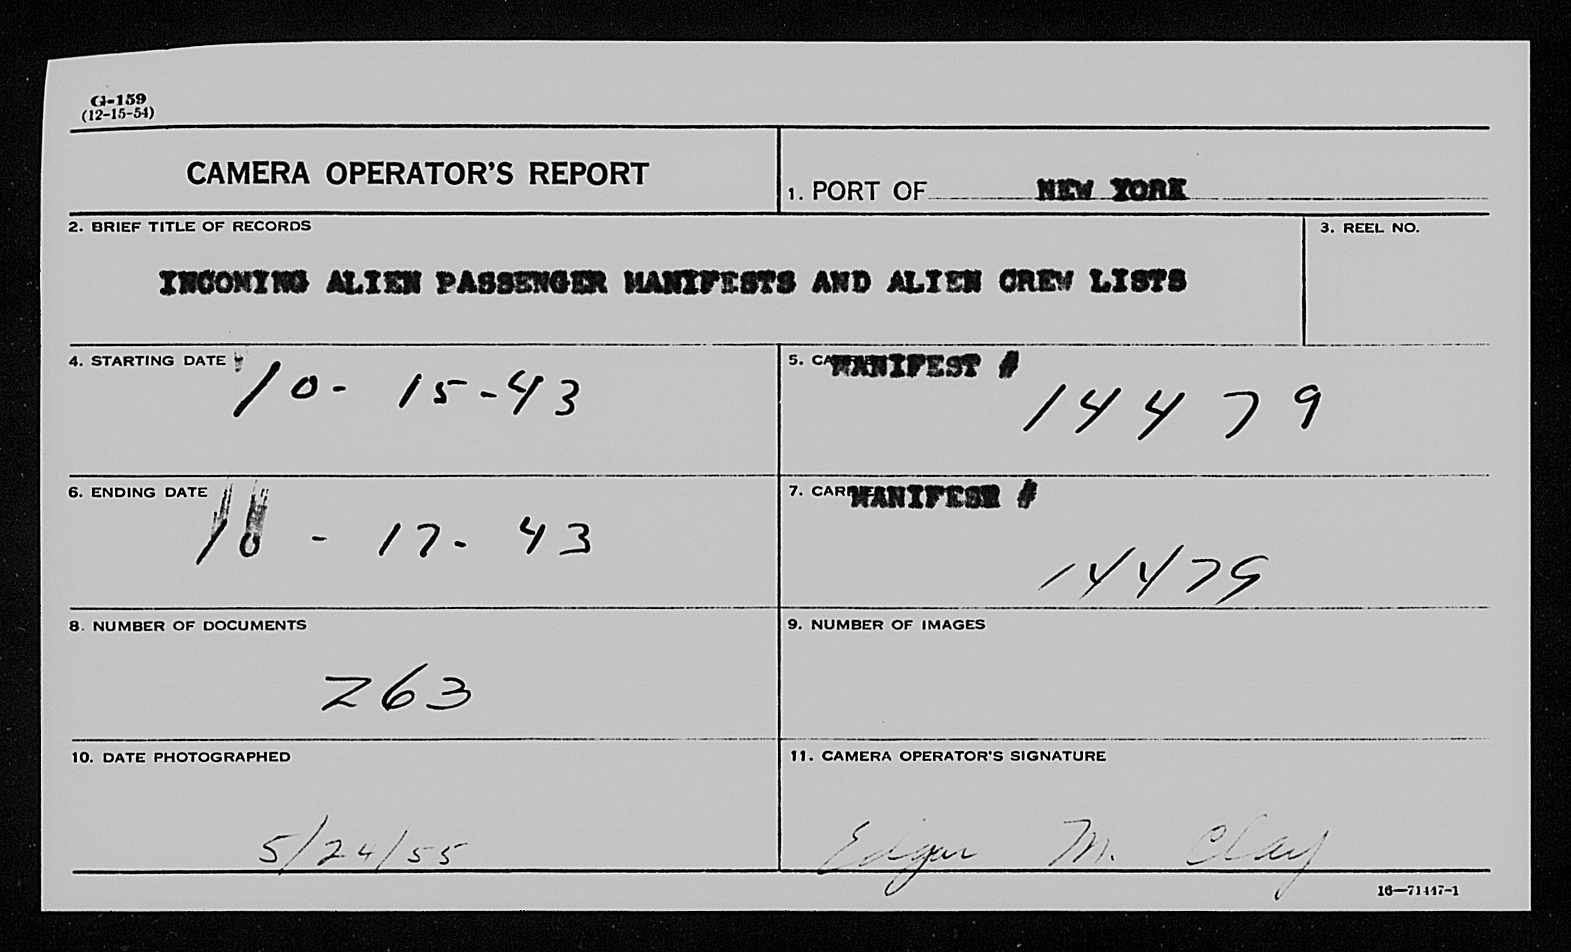 G-159
(12-15-54)
CAMERA OPERATOR'S REPORT
1. PORT OF NEW YORK
2. BRIEF TITLE OF RECORDS
3. REEL NO.
INCOMING ALIEN PASSENGER MANIFESTS AND ALIEN CREW LISTS
4. STARTING DATE
10-15-43
5. MANIFEST #
14479
6. ENDING DATE
10-17-43
7. MANIFEST #
14479
8. NUMBER OF DOCUMENTS
263
9. NUMBER OF IMAGES
10. DATE PHOTOGRAPHED
5/24/55
11. CAMERA OPERATOR'S SIGNATURE
Edgar M. Clay
16—71447-1